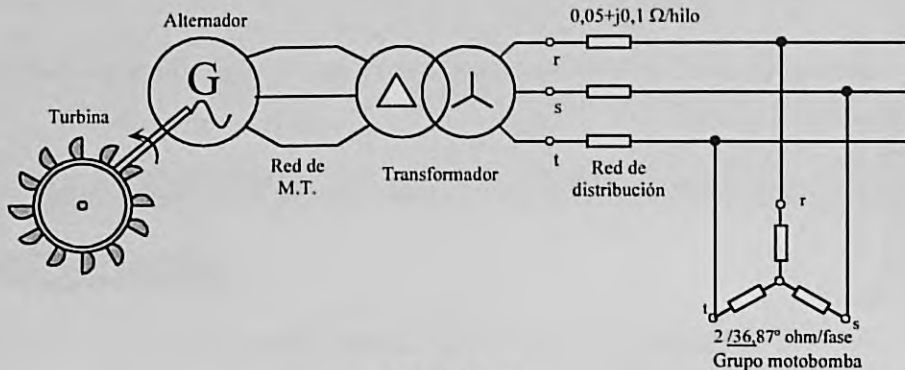 Alternador
0,05+j0,1 Ω/hilo
G
r
Turbina
s
t
Red de
M.T.
Transformador
Red de
distribución
r
t
s
2 /36,87° ohm/fase
Grupo motobomba